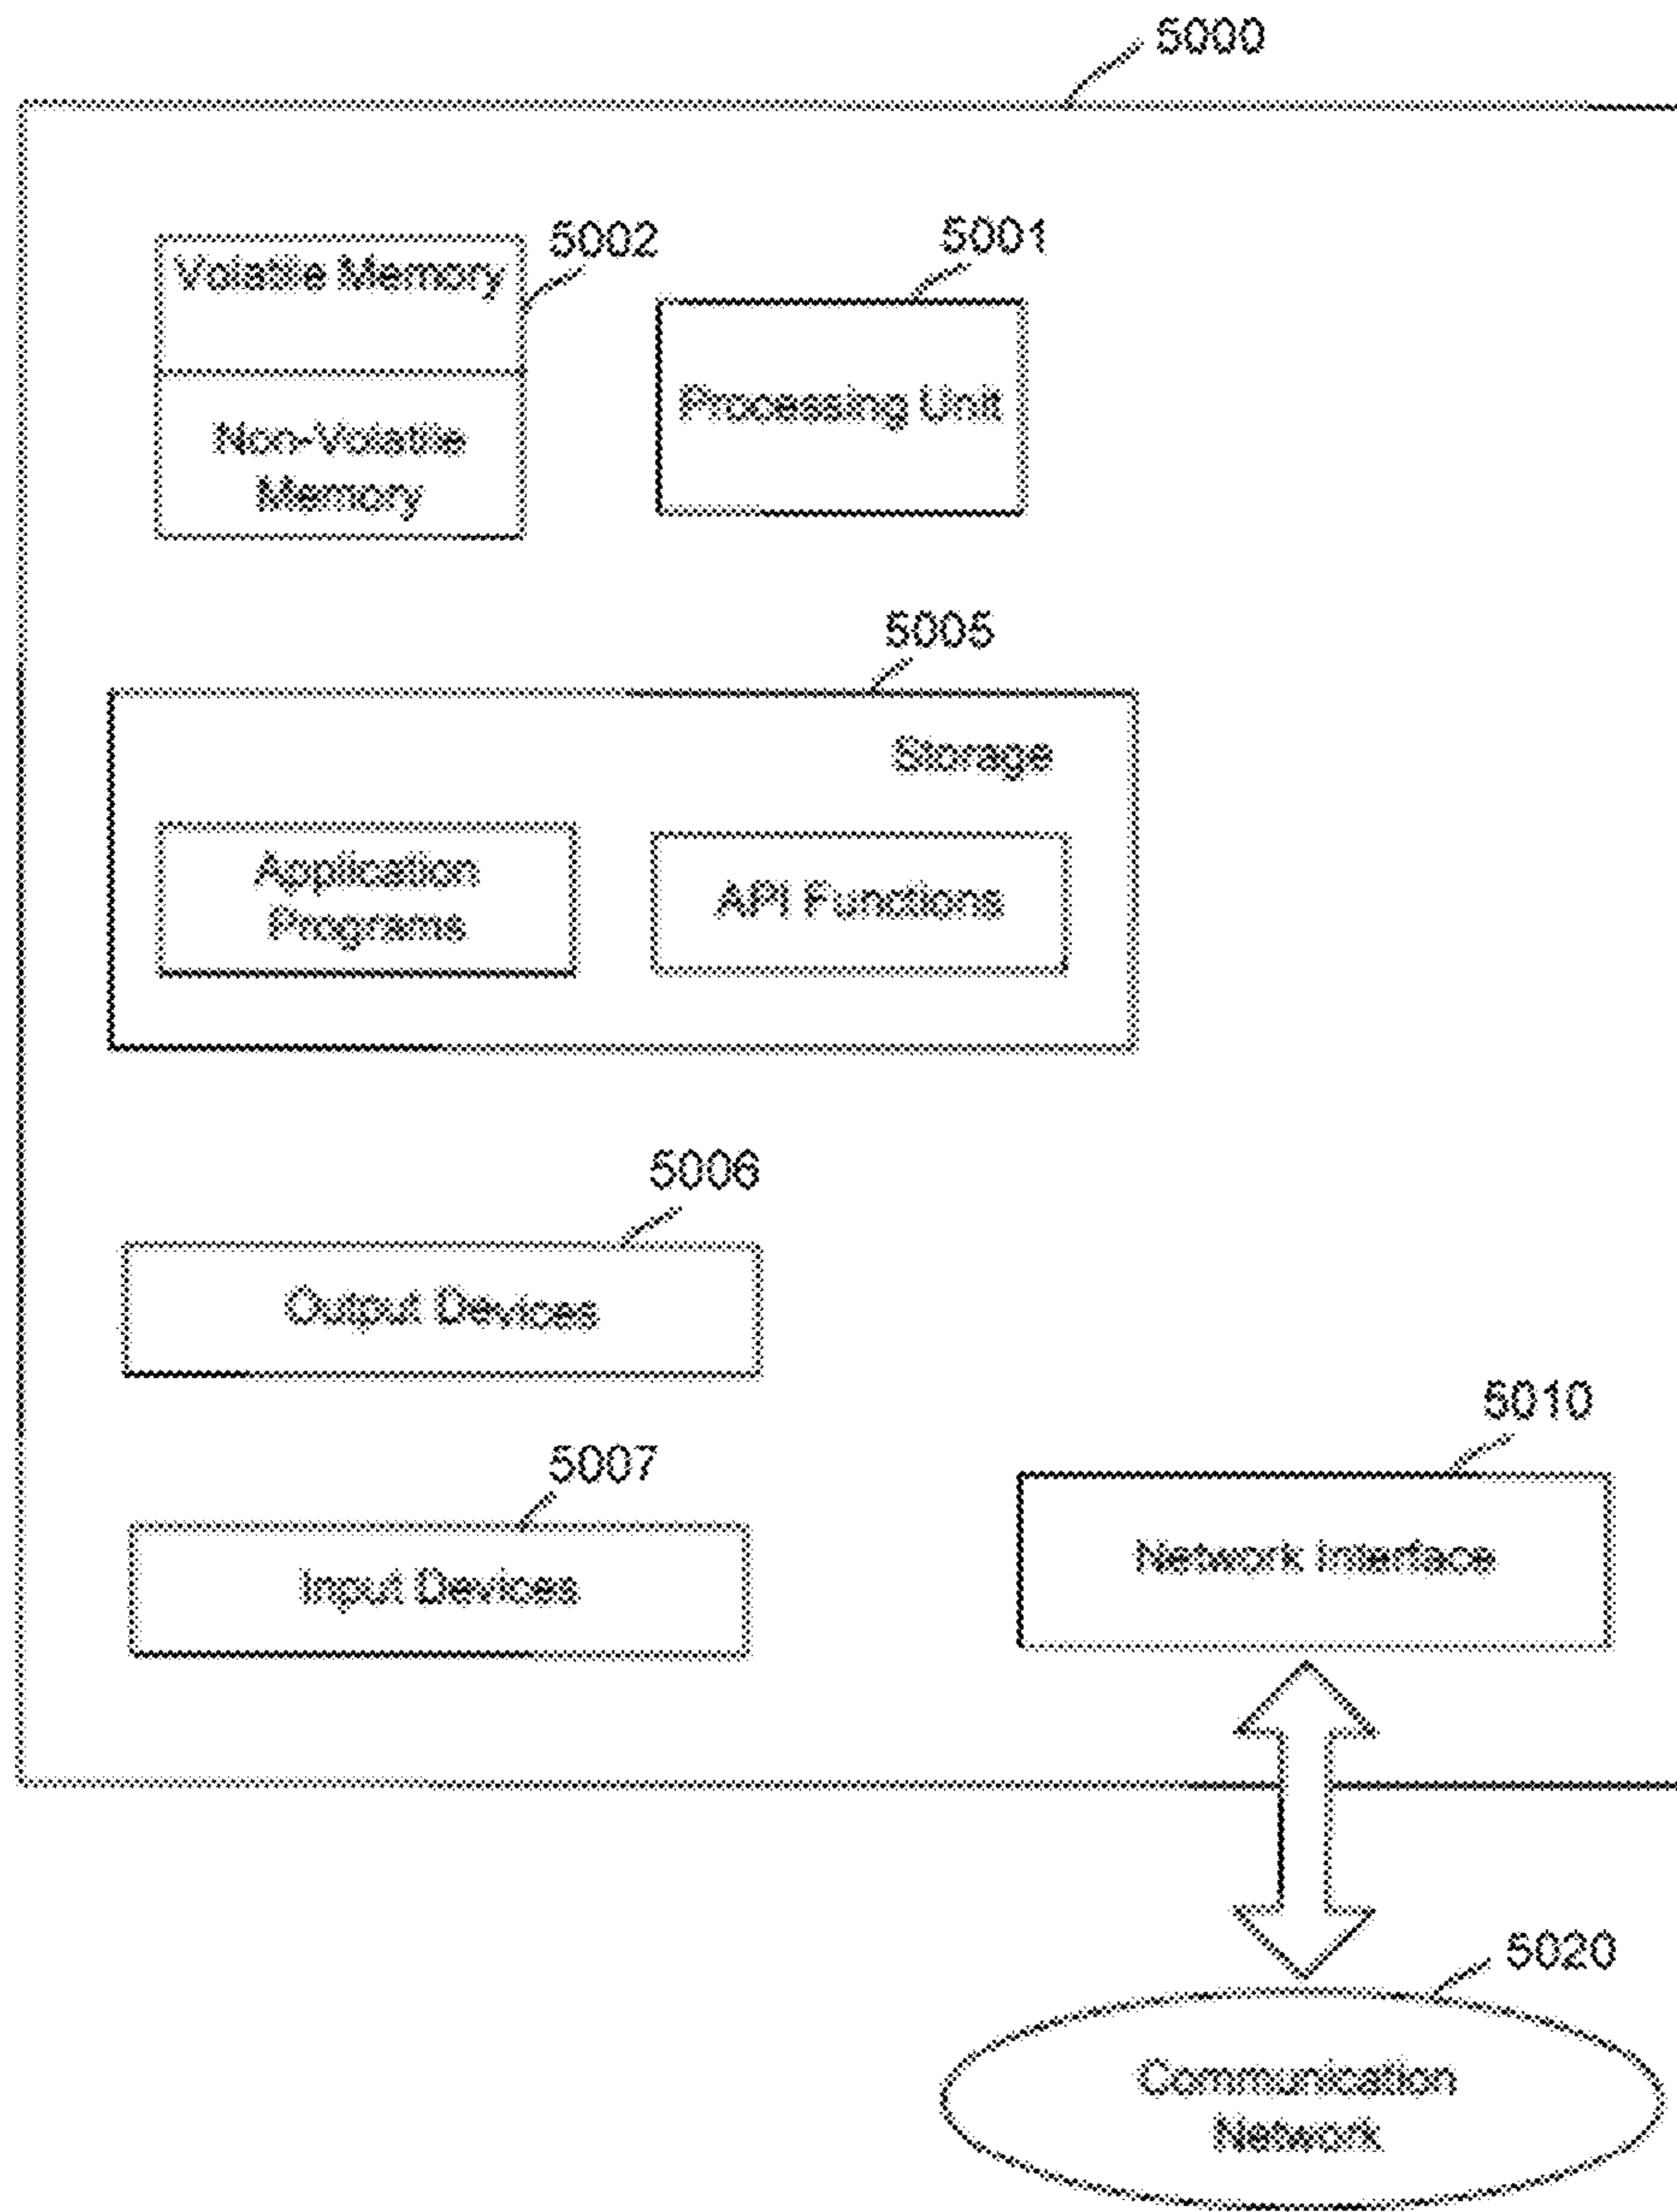 5000
5002
5001
Volatile Memory
Processing Unit
Non-Volatile
Memory
5005
Storage
Application
Programs
API Functions
5006
Output Devices
5010
5007
Network Interface
Input Devices
5020
Communication
Network